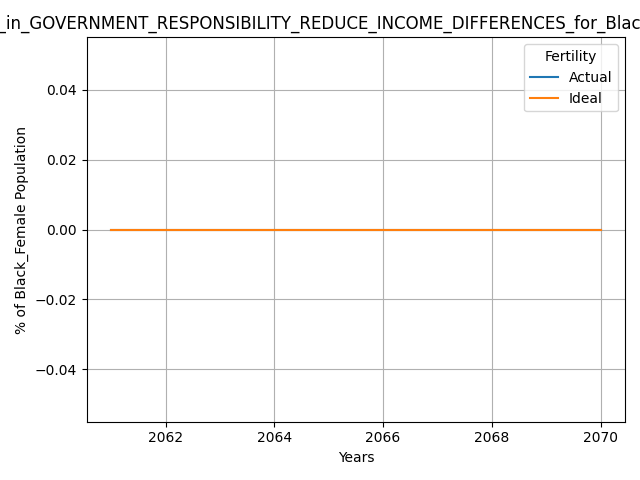 _in_GOVERNMENT_RESPONSIBILITY_REDUCE_INCOME_DIFFERENCES_for_Blac
Fertility
Actual
Ideal
0.04
0.02
0.00
−0.02
−0.04
% of Black_Female Population
2062 2064 2066 2068 2070
Years